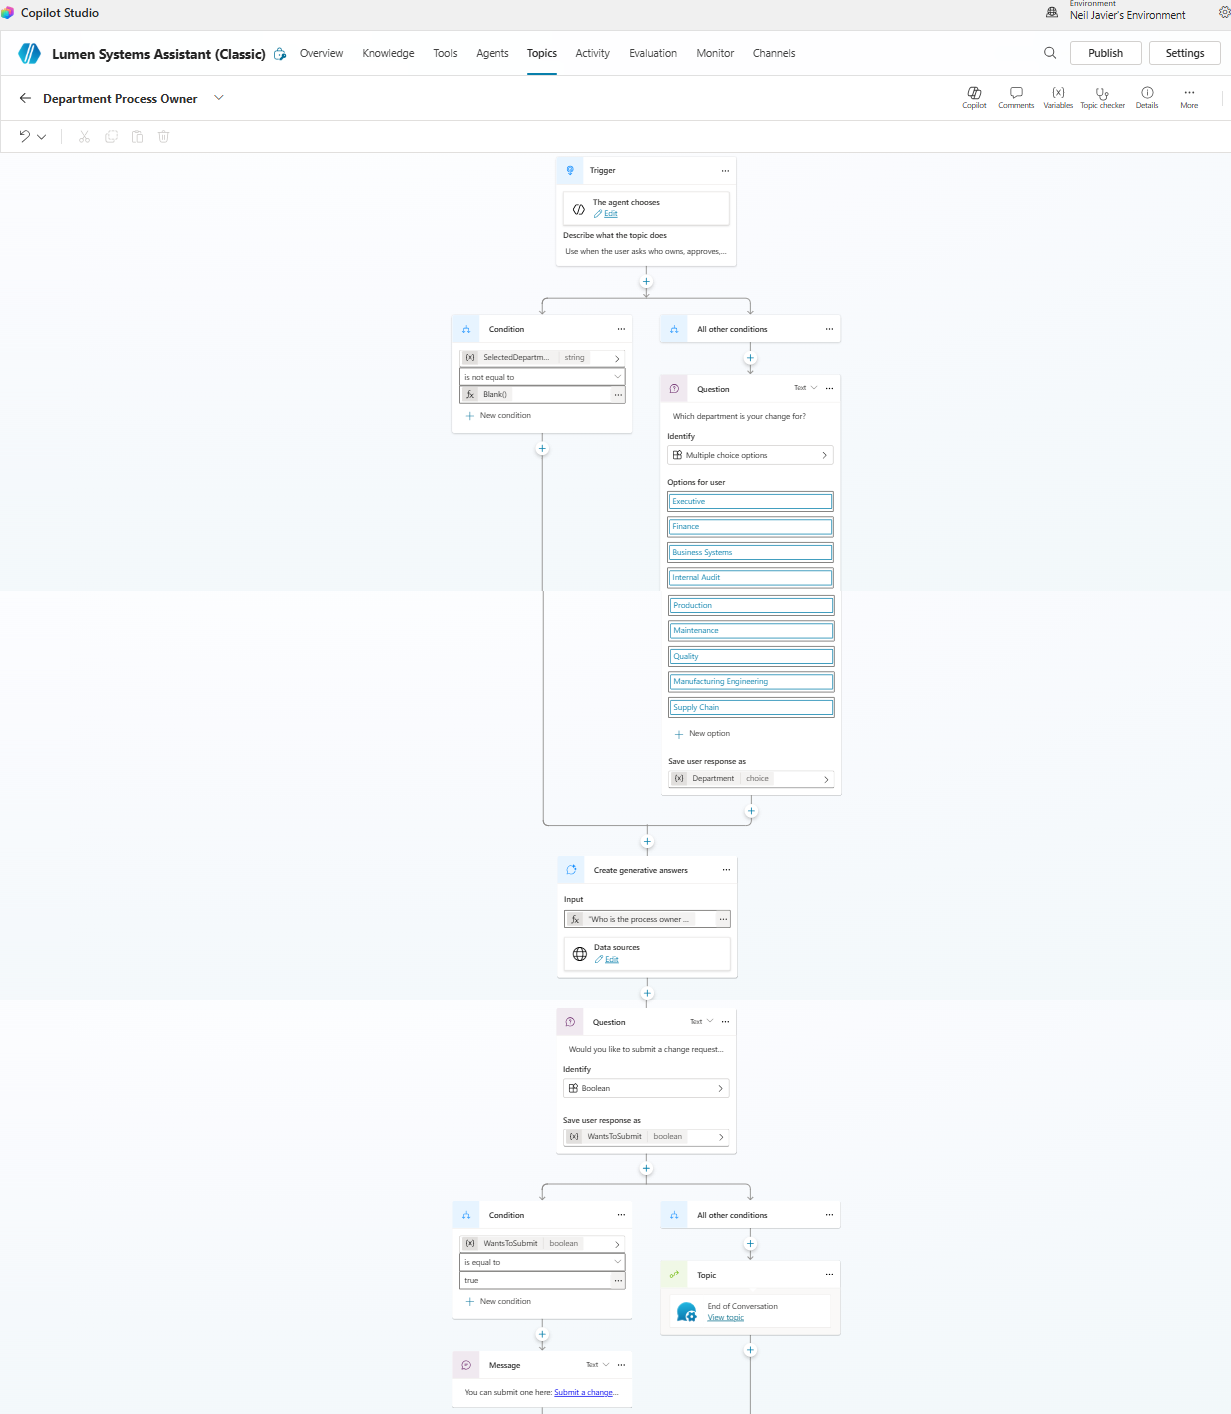 Copilot Studio
Environment
Neil Javier's Environment
Lumen Systems Assistant (Classic)
Overview
Knowledge
Tools
Agents
Topics
Activity
Evaluation
Monitor
Channels
Publish
Settings
Department Process Owner
Copilot
Comments
Variables
Topic checker
Details
More
Trigger
The agent chooses
Edit
Describe what the topic does
Use when the user asks who owns, approves,...
Condition
{x} SelectedDepartm... string
is not equal to
fx Blank()
New condition
All other conditions
Question
Text
Which department is your change for?
Identify
Multiple choice options
Options for user
Executive
Finance
Business Systems
Internal Audit
Production
Maintenance
Quality
Manufacturing Engineering
Supply Chain
New option
Save user response as
{x} Department choice
Create generative answers
Input
fx "Who is the process owner ...
Data sources
Edit
Question
Text
Would you like to submit a change request...
Identify
Boolean
Save user response as
{x} WantsToSubmit boolean
Condition
{x} WantsToSubmit boolean
is equal to
true
New condition
All other conditions
Topic
End of Conversation
View topic
Message
Text
You can submit one here: Submit a change...